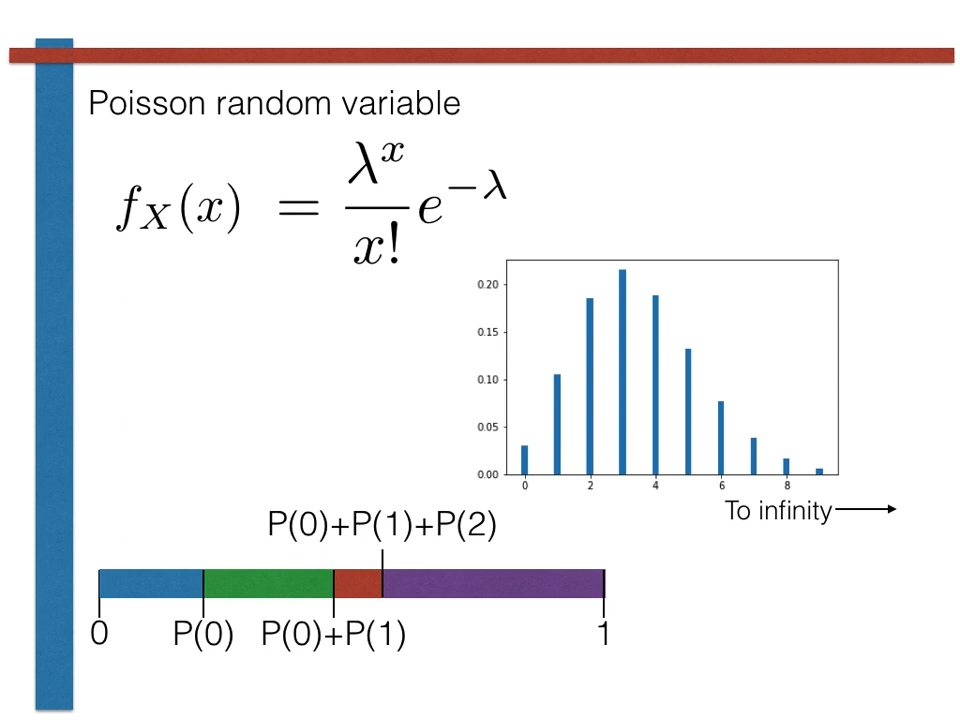 Poisson random variable
f_X(x) = \frac{λ^x}{x!} e^{−λ}
0.20
0.15
0.10
0.05
0.00
0 2 4 6 8
To infinity
P(0)+P(1)+P(2)
0 P(0) P(0)+P(1) 1